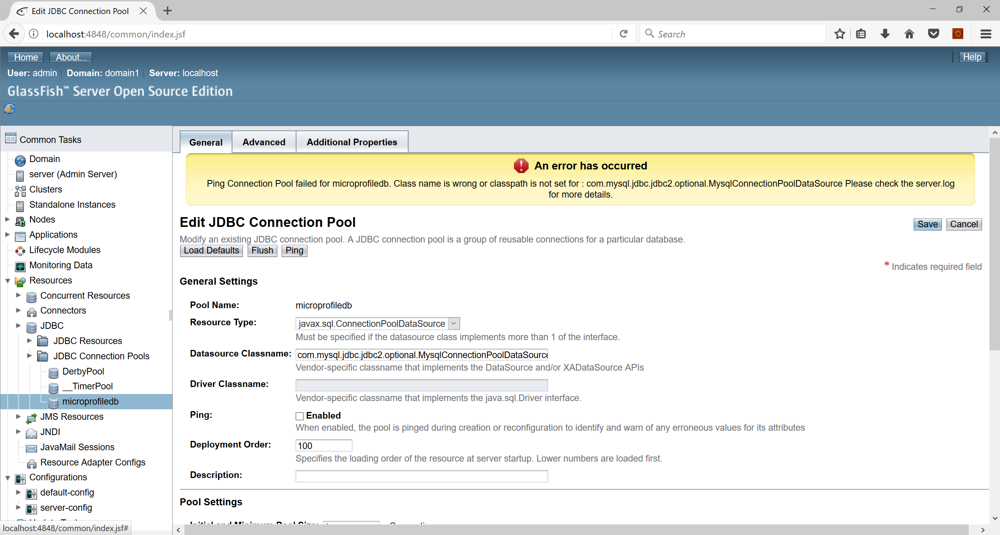 Edit JDBC Connection Pool
localhost:4848/common/index.jsf
Search
Home
About...
Help
User: admin
Domain: domain1
Server: localhost
GlassFish™ Server Open Source Edition
Common Tasks
Domain
server (Admin Server)
Clusters
Standalone Instances
Nodes
Applications
Lifecycle Modules
Monitoring Data
Resources
Concurrent Resources
Connectors
JDBC
JDBC Resources
JDBC Connection Pools
DerbyPool
__TimerPool
microprofiledb
JMS Resources
JNDI
JavaMail Sessions
Resource Adapter Configs
Configurations
default-config
server-config
localhost:4848/common/index.jsf#
General
Advanced
Additional Properties
An error has occurred
Ping Connection Pool failed for microprofiledb. Class name is wrong or classpath is not set for : com.mysql.jdbc.jdbc2.optional.MysqlConnectionPoolDataSource Please check the server.log
for more details.
Edit JDBC Connection Pool
Save
Cancel
Modify an existing JDBC connection pool. A JDBC connection pool is a group of reusable connections for a particular database.
Load Defaults
Flush
Ping
* Indicates required field
General Settings
Pool Name:
microprofiledb
Resource Type:
javax.sql.ConnectionPoolDataSource
Must be specified if the datasource class implements more than 1 of the interface.
Datasource Classname:
com.mysql.jdbc.jdbc2.optional.MysqlConnectionPoolDataSource
Vendor-specific classname that implements the DataSource and/or XADataSource APIs
Driver Classname:
Vendor-specific classname that implements the java.sql.Driver interface.
Ping:
Enabled
When enabled, the pool is pinged during creation or reconfiguration to identify and warn of any erroneous values for its attributes
Deployment Order:
100
Specifies the loading order of the resource at server startup. Lower numbers are loaded first.
Description:
Pool Settings
Initial and Minimum Pool Size: